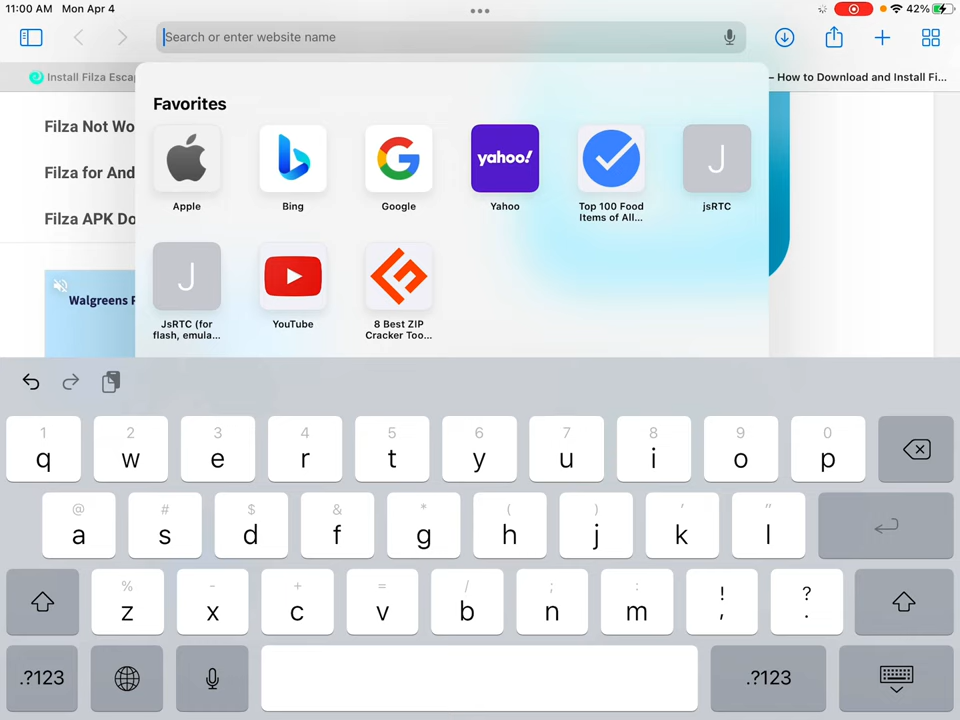 11:00 AM Mon Apr 4
42%
Search or enter website name
Install Filza Escap
– How to Download and Install Fi...
Filza Not Wo
Filza for And
Filza APK Do
Walgreens
Favorites
yahoo!
J
Apple
Bing
Google
Yahoo
Top 100 Food
Items of All...
jsRTC
J
JsRTC (for
flash, emula...
YouTube
8 Best ZIP
Cracker Too...
1 2 3 4 5 6 7 8 9 0
q w e r t y u i o p
@ # $ & * ( ) ' "
a s d f g h j k l
% - + = / ; : ! ?
z x c v b n m , .
.?123
.?123